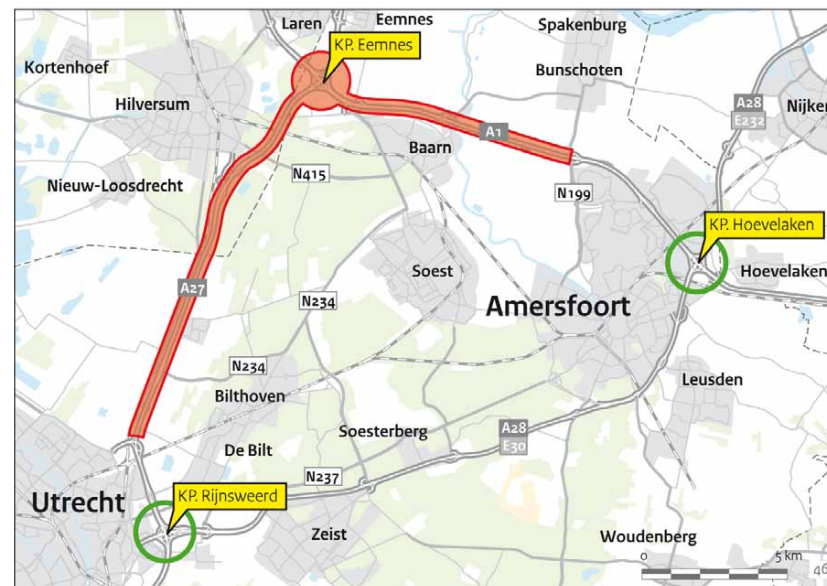 Laren
Eemnes
Spakenburg
KP. Eemnes
Kortenhoef
Bunschoten
Hilversum
A28
E232
Nijker
A1
Baarn
N415
Nieuw-Loosdrecht
N199
KP. Hoevelaken
Soest
Hoevelaken
A27
N234
Amersfoort
N234
Bilthoven
Leusden
Soesterberg
A28
E30
De Bilt
N237
Utrecht
KP. Rijnsweerd
Zeist
Woudenberg
0 5 km
46